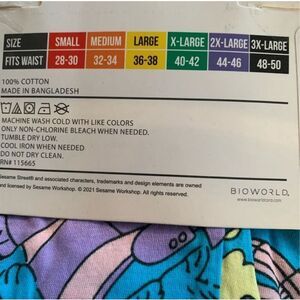 SIZE SMALL MEDIUM LARGE X-LARGE 2X-LARGE 3X-LARGE
FITS WAIST 28-30 32-34 36-38 40-42 44-46 48-50
100% COTTON
MADE IN BANGLADESH
MACHINE WASH COLD WITH LIKE COLORS
ONLY NON-CHLORINE BLEACH WHEN NEEDED.
TUMBLE DRY LOW.
COOL IRON WHEN NEEDED
DO NOT DRY CLEAN.
RN# 115665
Sesame Street® and associated characters, trademarks and design elements are owned
and licensed by Sesame Workshop. © 2021 Sesame Workshop. All rights reserved.
BIOWORLD
www.bioworldcorp.com